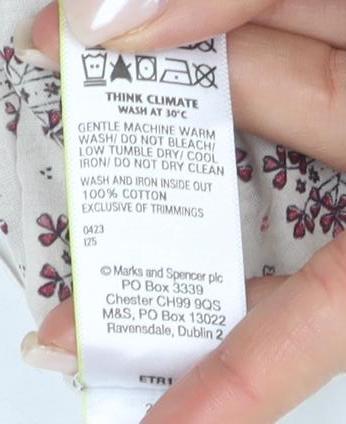 THINK CLIMATE
WASH AT 30°C
GENTLE MACHINE WARM
WASH/ DO NOT BLEACH/
LOW TUMBLE DRY/ COOL
IRON/ DO NOT DRY CLEAN
WASH AND IRON INSIDE OUT
100% COTTON
EXCLUSIVE OF TRIMMINGS
0423
125
© Marks and Spencer plc
PO Box 3339
Chester CH99 9QS
M&S, PO Box 13022
Ravensdale, Dublin 2